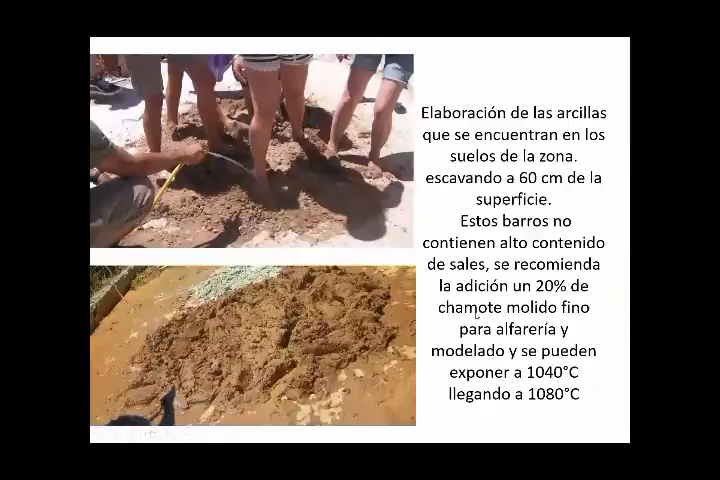 Elaboración de las arcillas
que se encuentran en los
suelos de la zona.
escavando a 60 cm de la
superficie.
Estos barros no
contienen alto contenido
de sales, se recomienda
la adición un 20% de
chamote molido fino
para alfarería y
modelado y se pueden
exponer a 1040°C
llegando a 1080°C